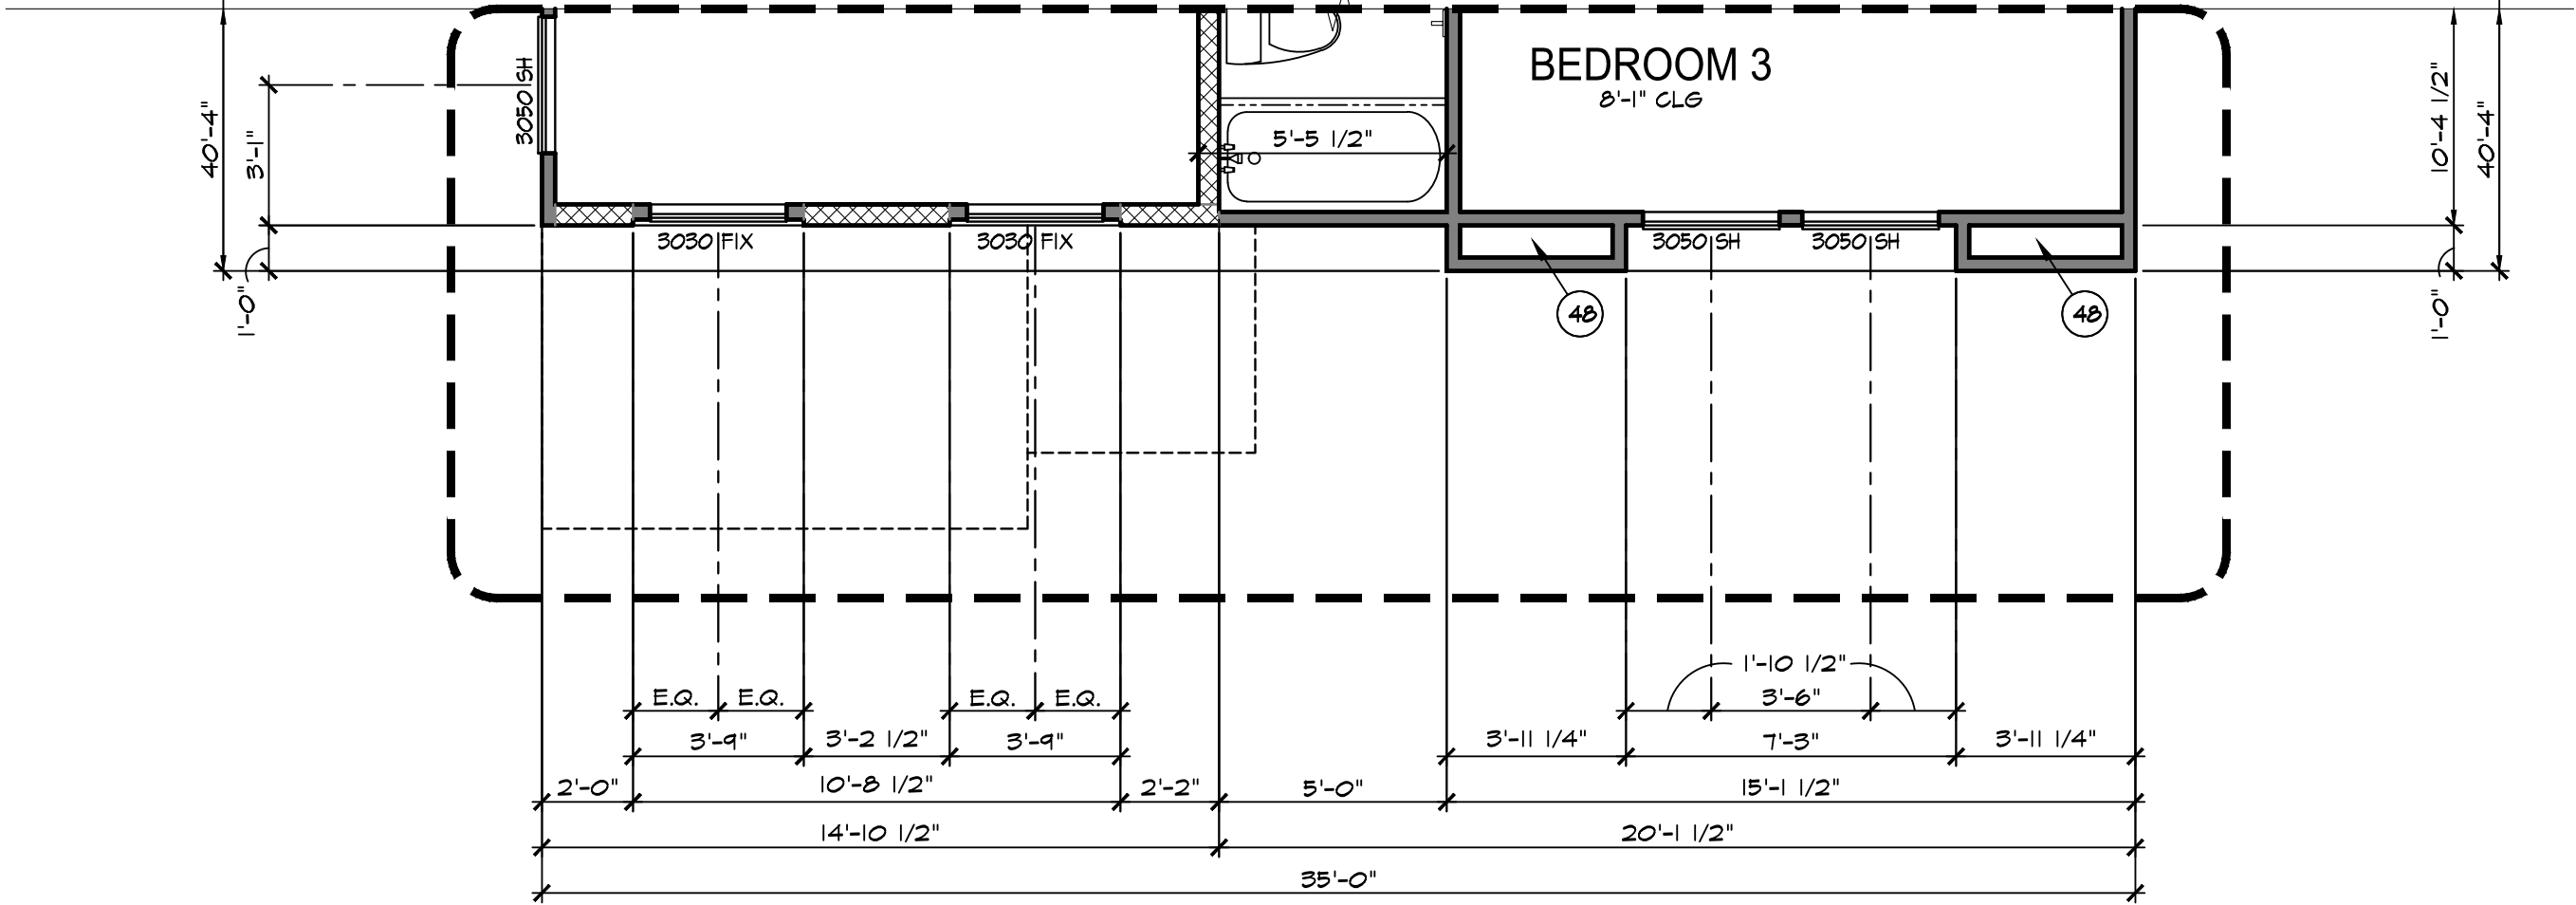 BEDROOM 3
8'-1" CLG
3050 SH
40'-4"
3'-1"
1'-0"
5'-5 1/2"
10'-4 1/2"
40'-4"
1'-0"
3030 FIX
3030 FIX
3050 SH
3050 SH
48
48
1'-10 1/2"
E.Q.
E.Q.
E.Q.
E.Q.
3'-6"
3'-9"
3'-2 1/2"
3'-9"
3'-11 1/4"
7'-3"
3'-11 1/4"
2'-0"
10'-8 1/2"
2'-2"
5'-0"
15'-1 1/2"
14'-10 1/2"
20'-1 1/2"
35'-0"